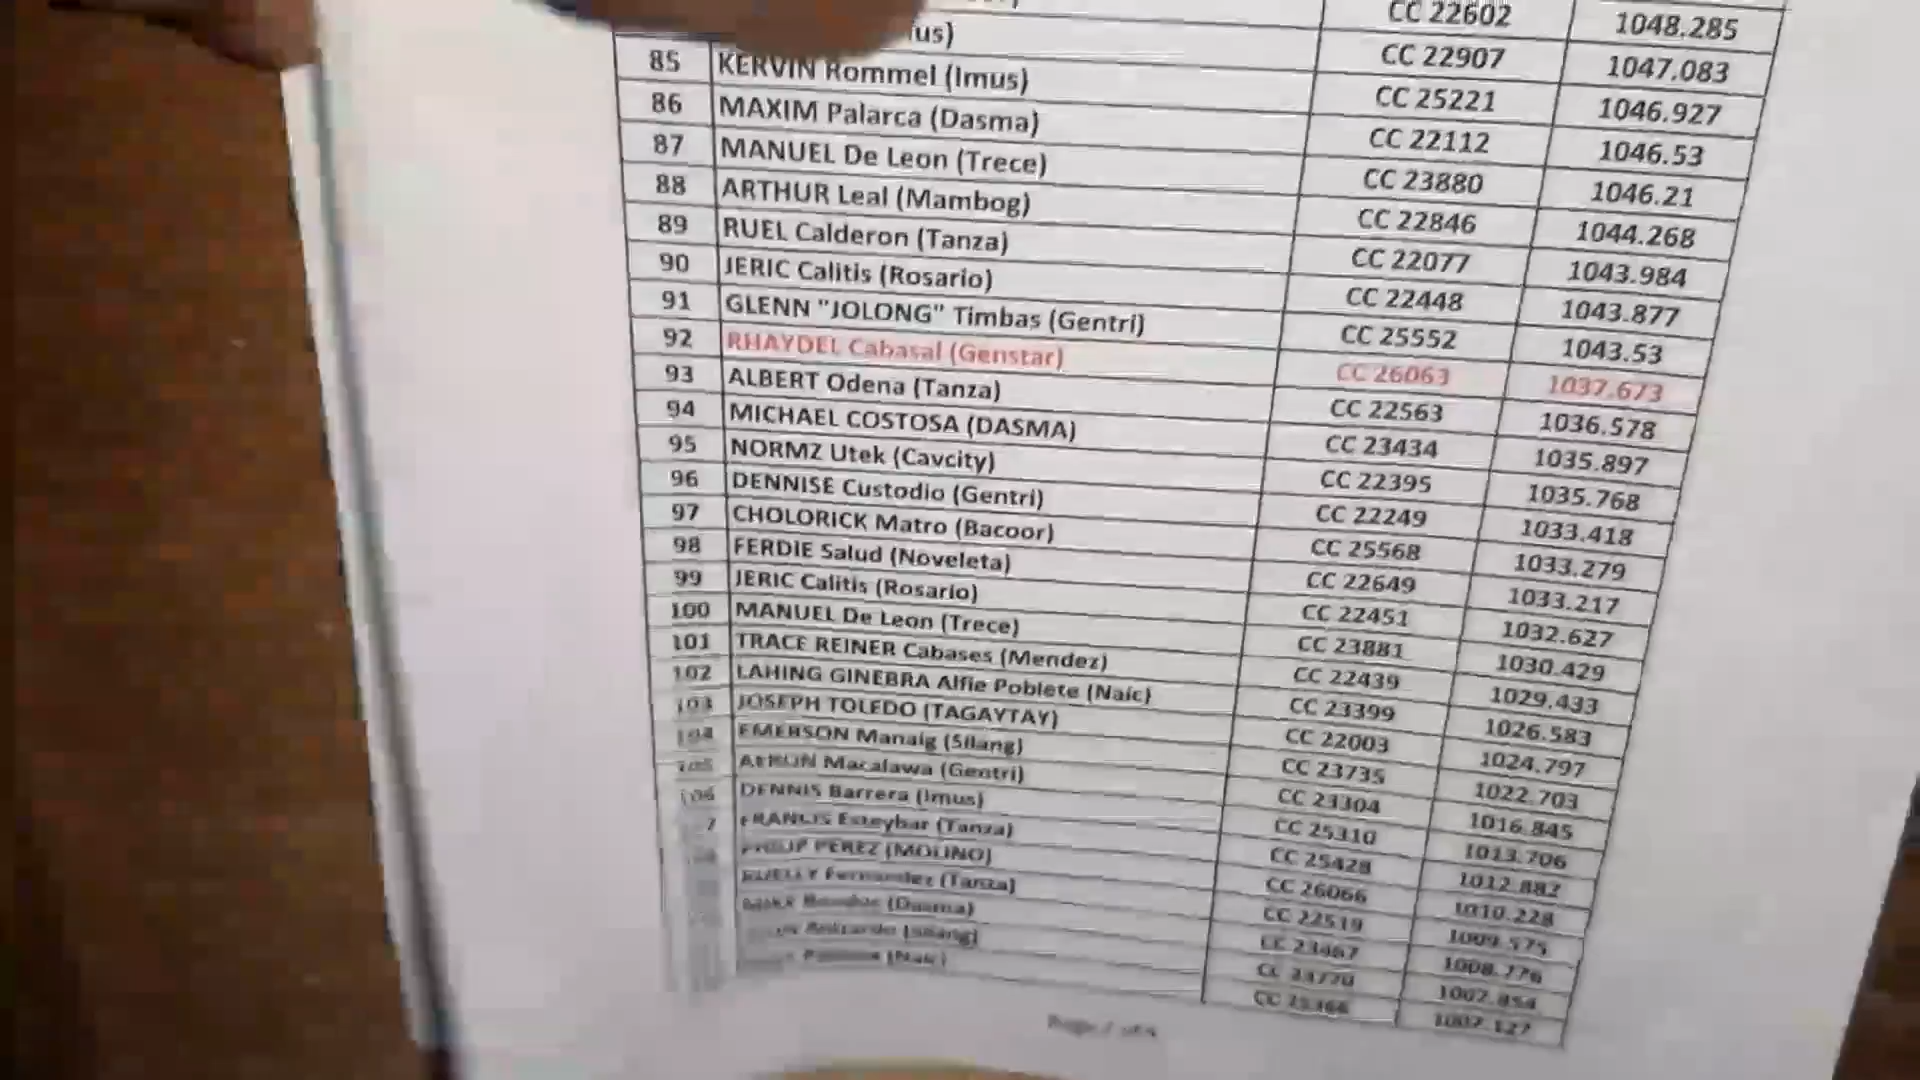 CC 22602 1048.285
us) CC 22907 1047.083
85 KERVIN Rommel (Imus) CC 25221 1046.927
86 MAXIM Palarca (Dasma) CC 22112 1046.53
87 MANUEL De Leon (Trece) CC 23880 1046.21
88 ARTHUR Leal (Mambog) CC 22846 1044.268
89 RUEL Calderon (Tanza) CC 22077 1043.984
90 JERIC Calitis (Rosario) CC 22448 1043.877
91 GLENN "JOLONG" Timbas (Gentri) CC 25552 1043.53
92 RHAYDEL Cabasal (Genstar) CC 26063 1037.673
93 ALBERT Odena (Tanza) CC 22563 1036.578
94 MICHAEL COSTOSA (DASMA) CC 23434 1035.897
95 NORMZ Utek (Cavcity) CC 22395 1035.768
96 DENNISE Custodio (Gentri) CC 22249 1033.418
97 CHOLORICK Matro (Bacoor) CC 25568 1033.279
98 FERDIE Salud (Noveleta) CC 22649 1033.217
99 JERIC Calitis (Rosario) CC 22451 1032.627
100 MANUEL De Leon (Trece) CC 23881 1030.429
101 TRACE REINER Cabases (Mendez) CC 22439 1029.433
102 LAHING GINEBRA Alfie Poblete (Naic) CC 23399 1026.583
103 JOSEPH TOLEDO (TAGAYTAY) CC 22003 1024.797
104 EMERSON Manaig (Silang) CC 23735 1022.703
105 Macalawa (Gentri) CC 23304 1016.845
106 DENNIS Barrera (Imus) CC 25310 1013.706
7 FRANCIS Esteybar (Tanza) CC 25428 1012.882
PHILIP PEREZ (MOLINO) CC 26066 1010.228
Fernandez (Tanza) CC 22519 1009.575
(Dasma) CC 23467 1008.776
(Silang) CC 1007.854
(Naic) CC 1007.127